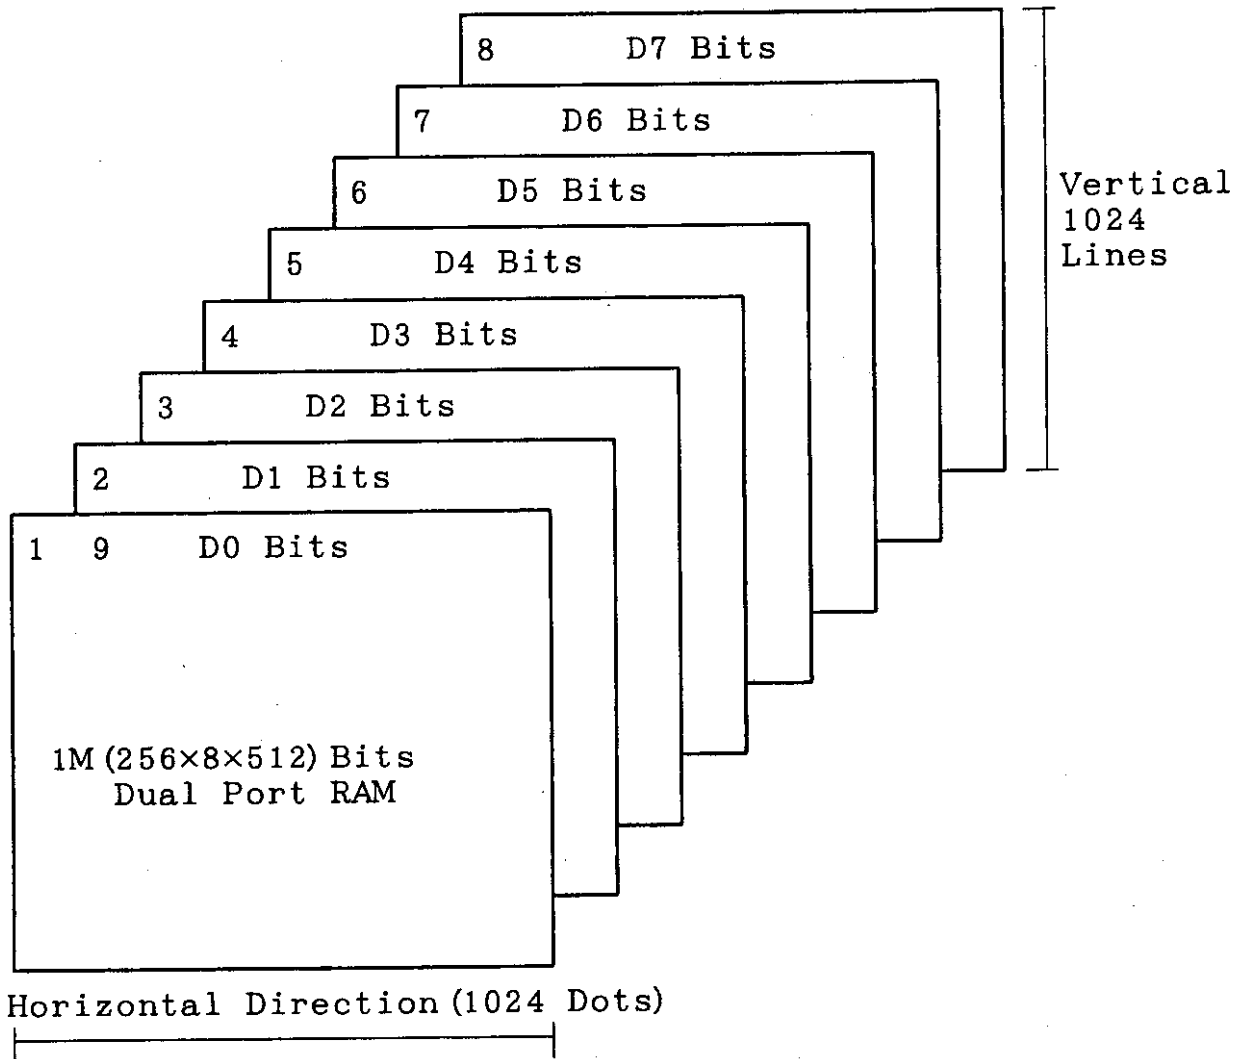 8 D7 Bits
7 D6 Bits
6 D5 Bits
5 D4 Bits
4 D3 Bits
3 D2 Bits
2 D1 Bits
1 9 D0 Bits
Vertical
1024
Lines
1M (256×8×512) Bits
Dual Port RAM
Horizontal Direction (1024 Dots)